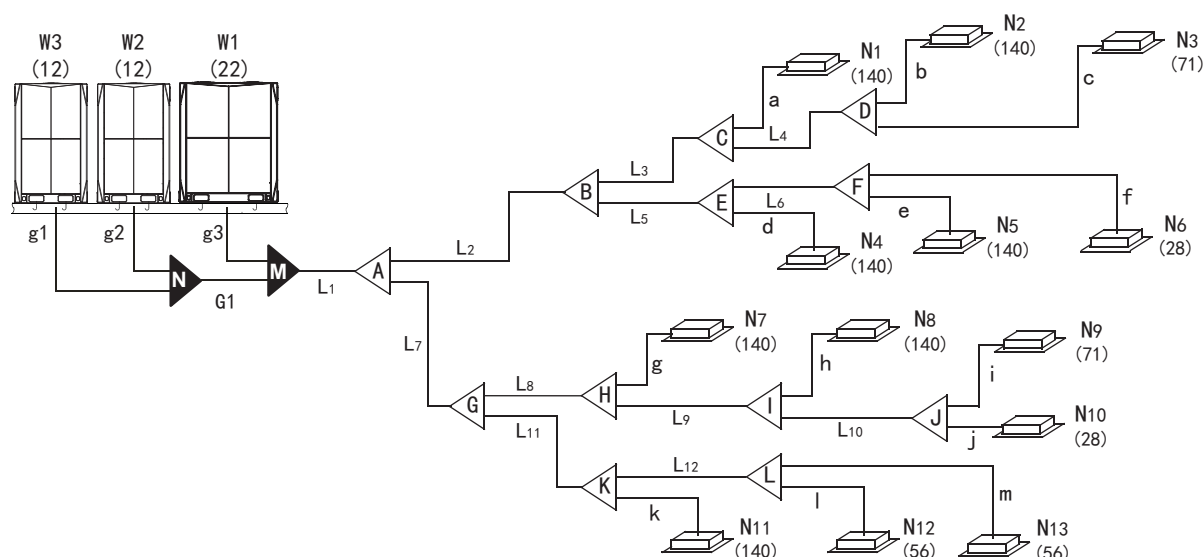 W3
(12)
W2
(12)
W1
(22)
g1
g2
g3
N
G1
M
L1
A
L2
B
L3
C
a
N1
(140)
L4
D
b
N2
(140)
c
N3
(71)
L5
E
L6
d
N4
(140)
F
e
N5
(140)
f
N6
(28)
L7
G
L8
H
g
N7
(140)
L9
I
h
N8
(140)
L10
J
i
N9
(71)
j
N10
(28)
L11
K
L12
k
N11
(140)
L
l
N12
(56)
m
N13
(56)